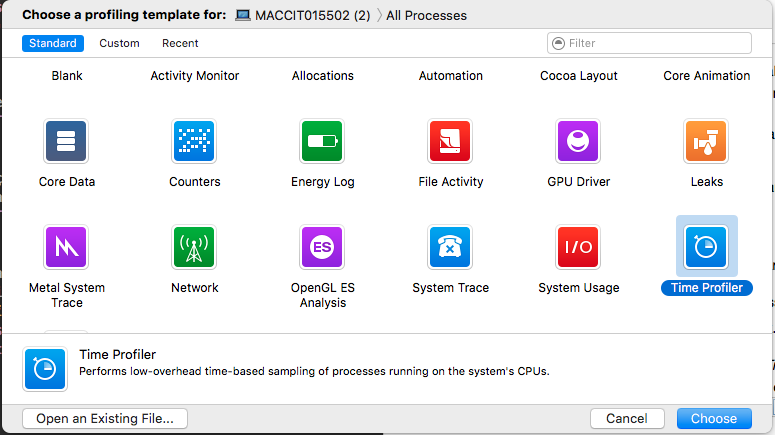 Choose a profiling template for: MACCIT015502 (2) 〉All Processes
Standard Custom Recent Filter
Blank Activity Monitor Allocations Automation Cocoa Layout Core Animation
Core Data Counters Energy Log File Activity GPU Driver Leaks
ES I/O
Metal System Trace Network OpenGL ES Analysis System Trace System Usage Time Profiler
Time Profiler
Performs low-overhead time-based sampling of processes running on the system's CPUs.
Open an Existing File... Cancel Choose